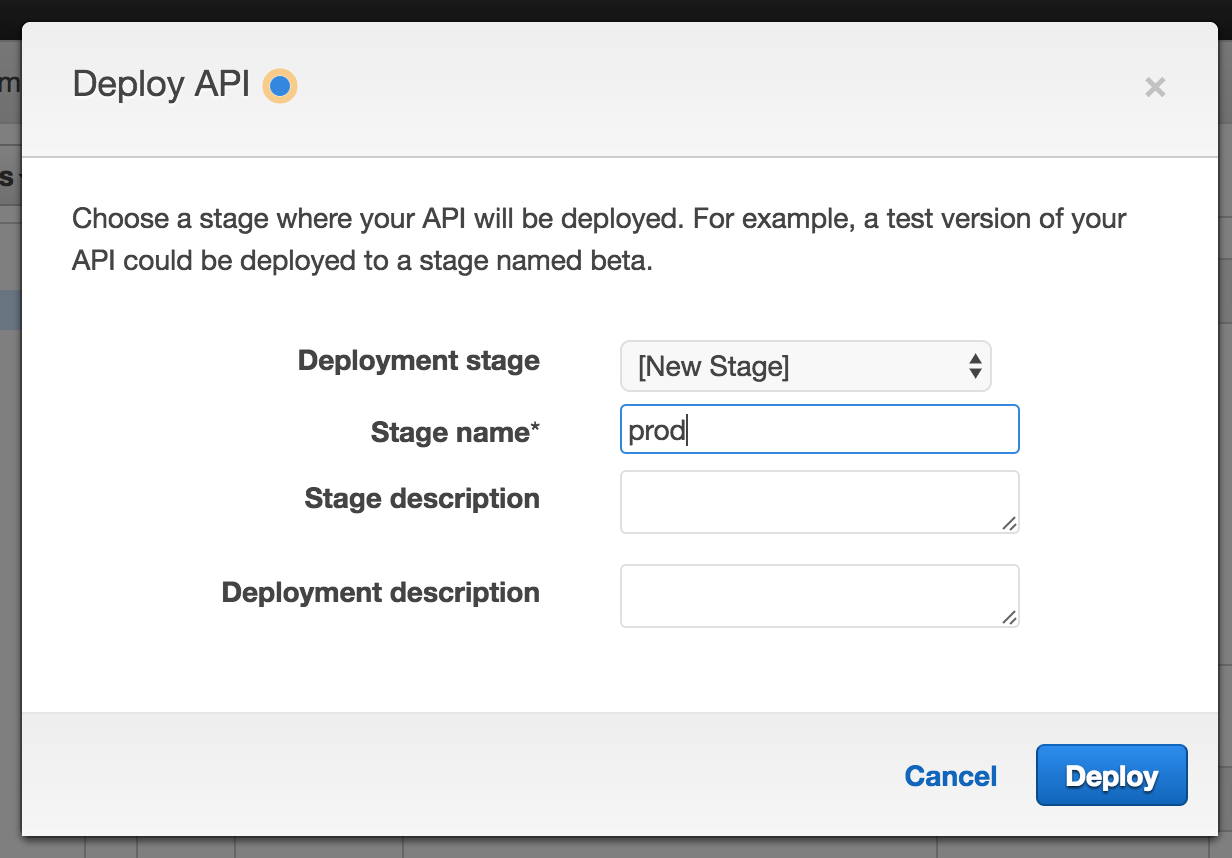 Deploy API
×
Choose a stage where your API will be deployed. For example, a test version of your
API could be deployed to a stage named beta.
Deployment stage [New Stage]
Stage name* prod
Stage description
Deployment description
Cancel Deploy